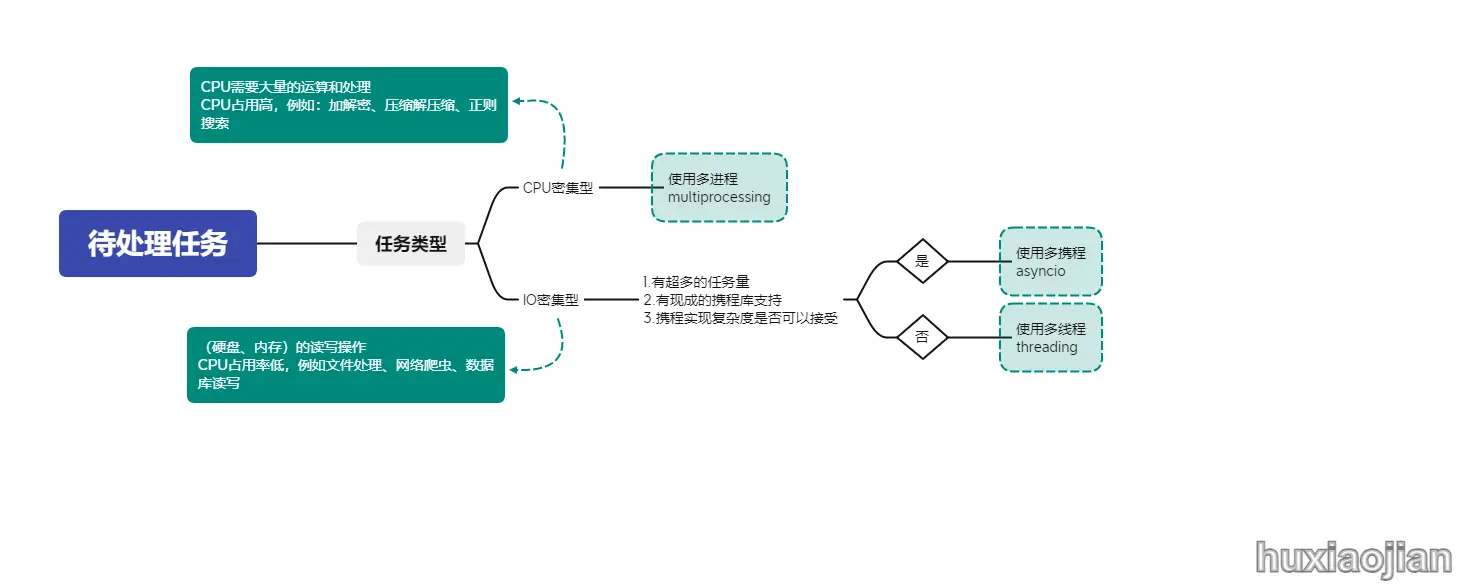 CPU需要大量的运算和处理
CPU占用高，例如：加解密、压缩解压缩、正则
搜索
待处理任务
任务类型
CPU密集型
使用多进程
multiprocessing
IO密集型
1.有超多的任务量
2.有现成的携程库支持
3.携程实现复杂度是否可以接受
是
使用多携程
asyncio
否
使用多线程
threading
（硬盘、内存）的读写操作
CPU占用率低，例如文件处理、网络爬虫、数据
库读写
huxiaojian